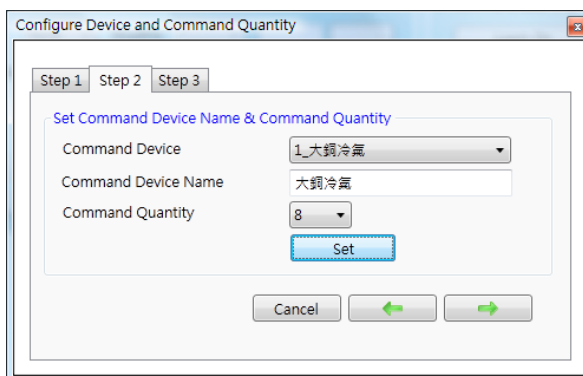 Configure Device and Command Quantity
Step 1 Step 2 Step 3
Set Command Device Name & Command Quantity
Command Device 1_大銅冷氣
Command Device Name 大銅冷氣
Command Quantity 8
Set
Cancel